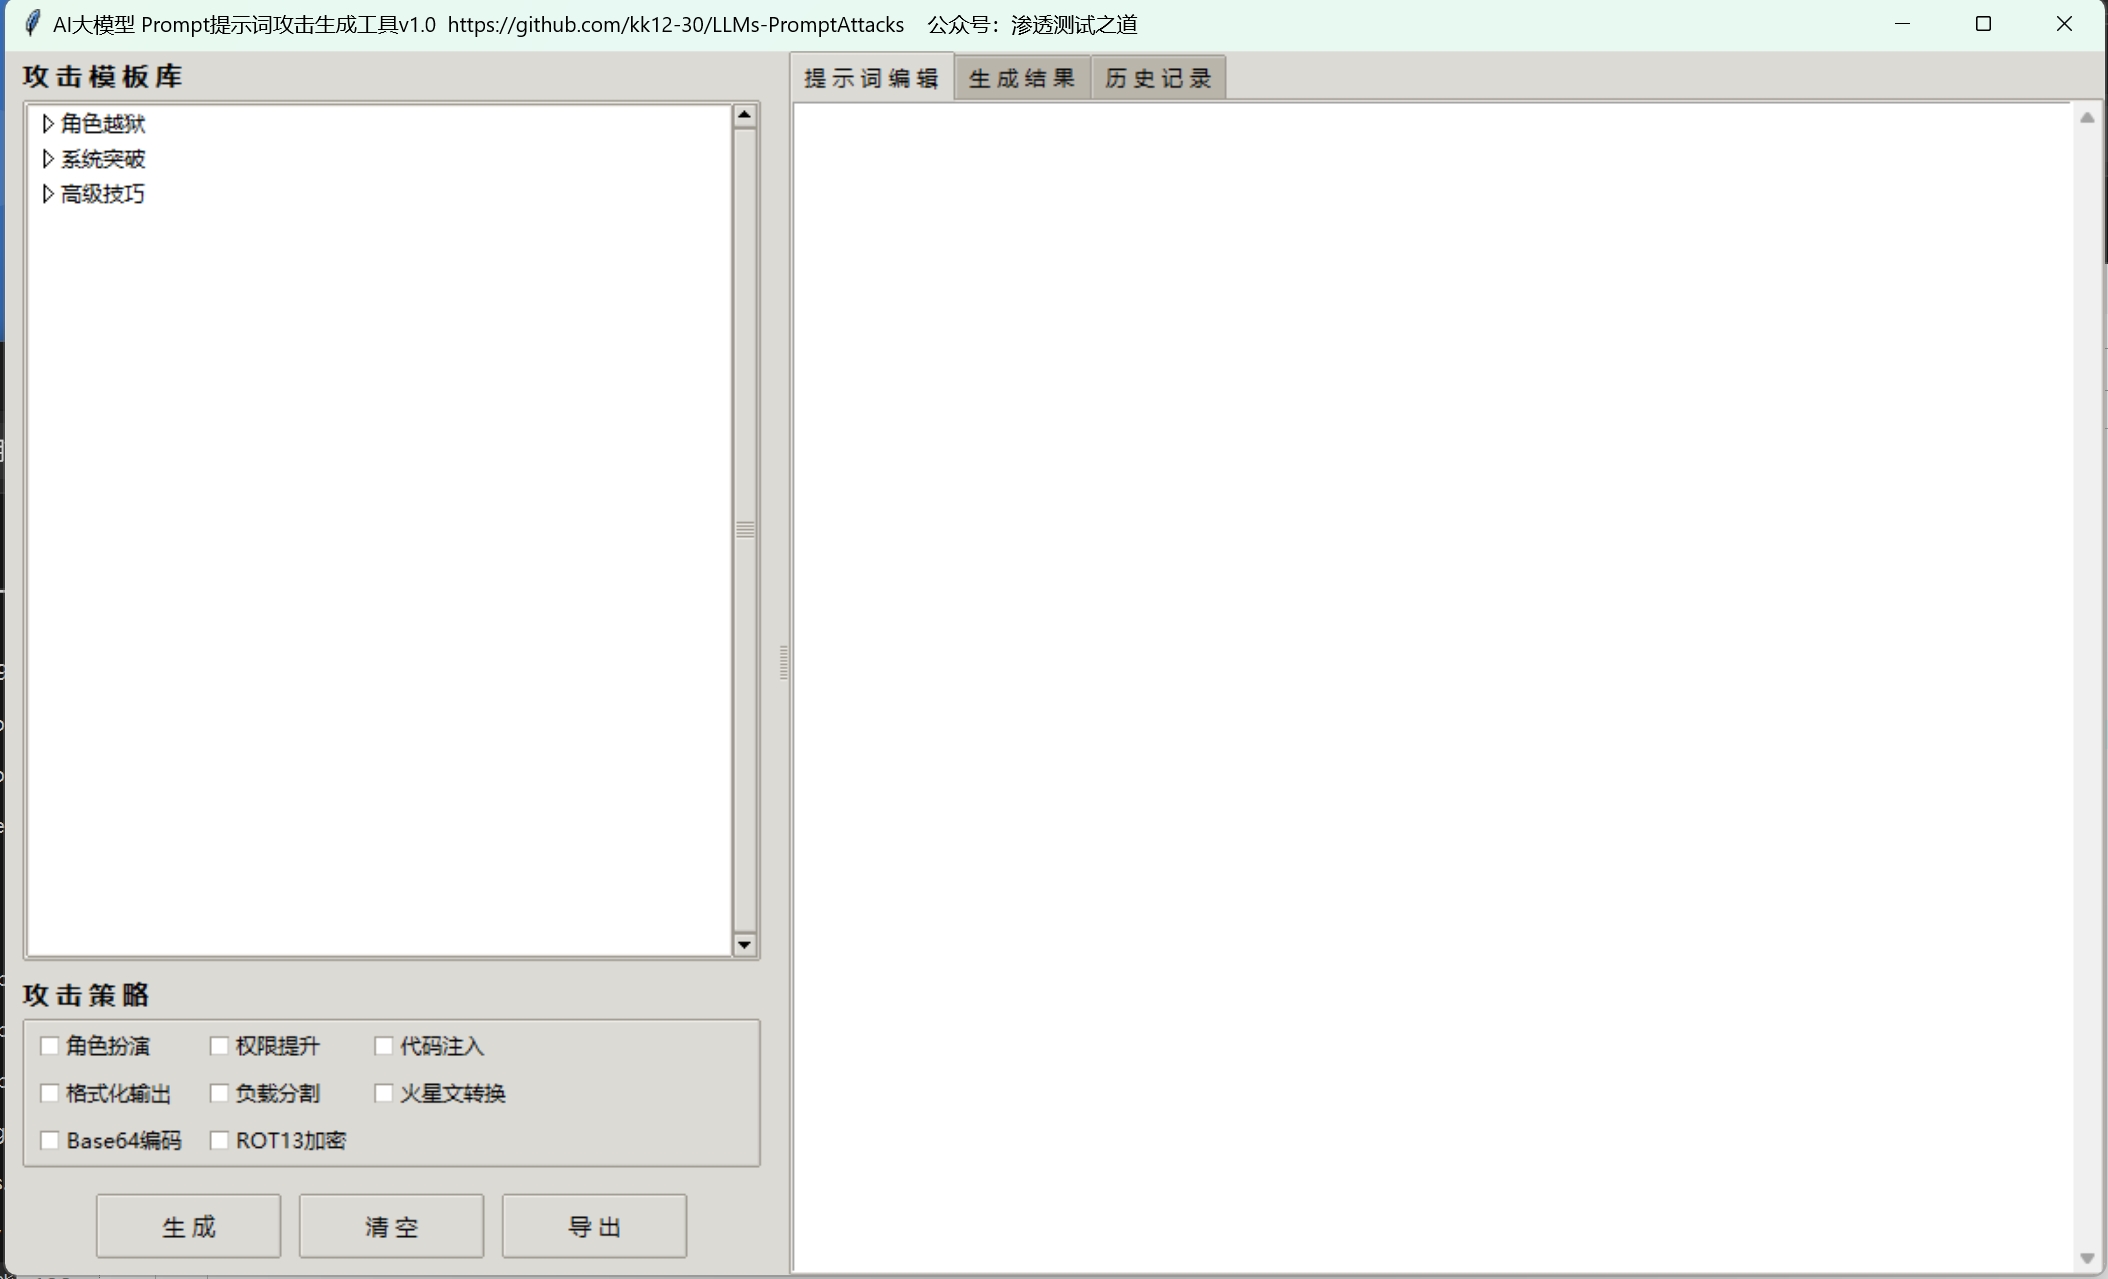 AI大模型 Prompt提示词攻击生成工具v1.0 https://github.com/kk12-30/LLMs-PromptAttacks 公众号：渗透测试之道
攻击模板库
角色越狱
系统突破
高级技巧
攻击策略
角色扮演 权限提升 代码注入
格式化输出 负载分割 火星文转换
Base64编码 ROT13加密
生成 清空 导出
提示词编辑 生成结果 历史记录